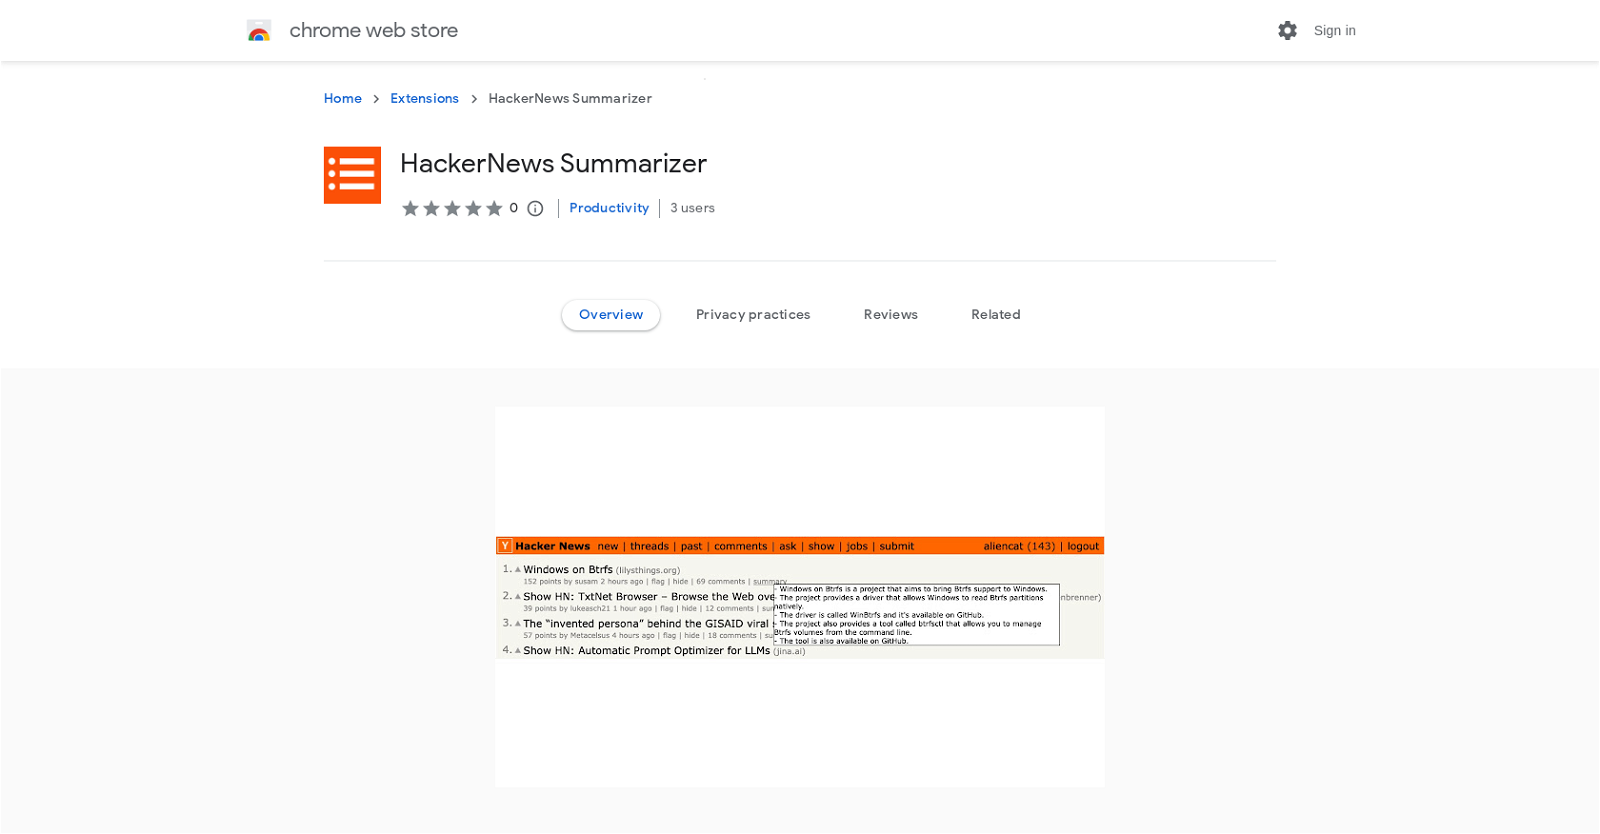 chrome web store
Sign in
Home > Extensions > HackerNews Summarizer
HackerNews Summarizer
0 Productivity 3 users
Overview Privacy practices Reviews Related
Y Hacker News new | threads | past | comments | ask | show | jobs | submit aliencat (143) | logout
1. Windows on Btrfs (lilysthings.org)
152 points by susam 2 hours ago | flag | hide | 69 comments | summary
- Windows on Btrfs is a project that aims to bring Btrfs support to Windows.
- The project provides a driver that allows Windows to read Btrfs partitions
natively.
- The driver is called WinBtrfs and it's available on GitHub.
- The project also provides a tool called btrfsctl that allows you to manage
Btrfs volumes from the command line.
- The tool is also available on GitHub.
2. Show HN: TxtNet Browser – Browse the Web ove nbrenner)
39 points by lukeasch21 1 hour ago | flag | hide | 12 comments | sum
3. The “invented persona” behind the GISAID viral
57 points by Metacelsus 4 hours ago | flag | hide | 18 comments | su
4. Show HN: Automatic Prompt Optimizer for LLMs (jina.ai)